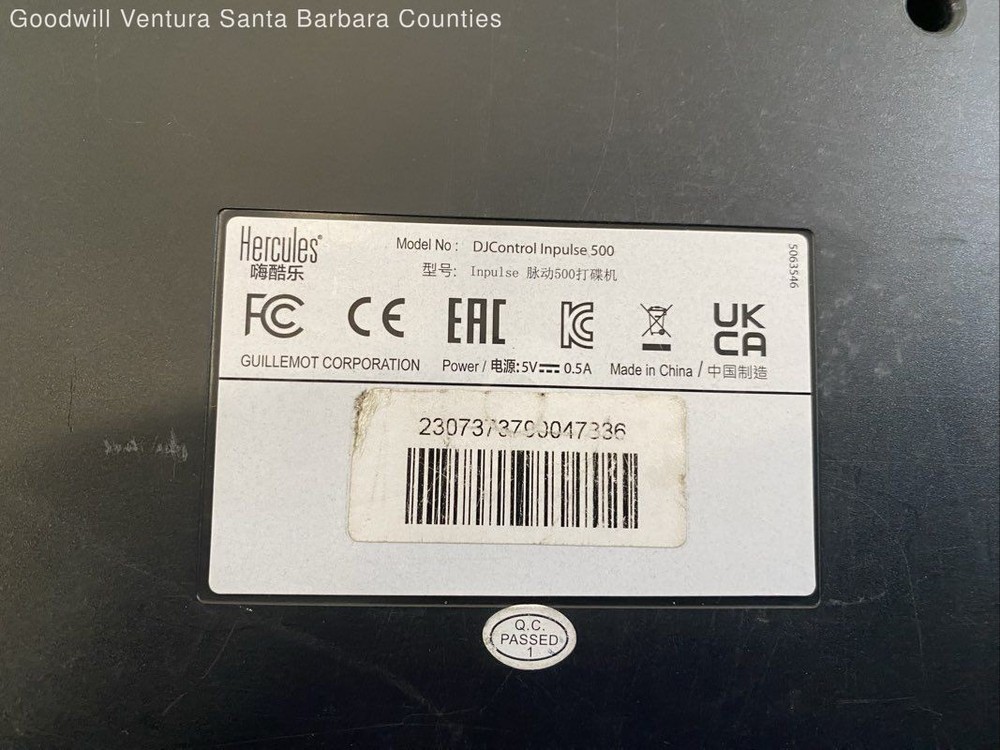 Goodwill Ventura Santa Barbara Counties
Hercules®
嗨酷乐
Model No : DJControl Inpulse 500
型号: Inpulse 脉动500打碟机
5063546
FC CE EAC KC UK
CA
GUILLEMOT CORPORATION Power / 电源: 5V 0.5A Made in China / 中国制造
Q.C.
PASSED
1